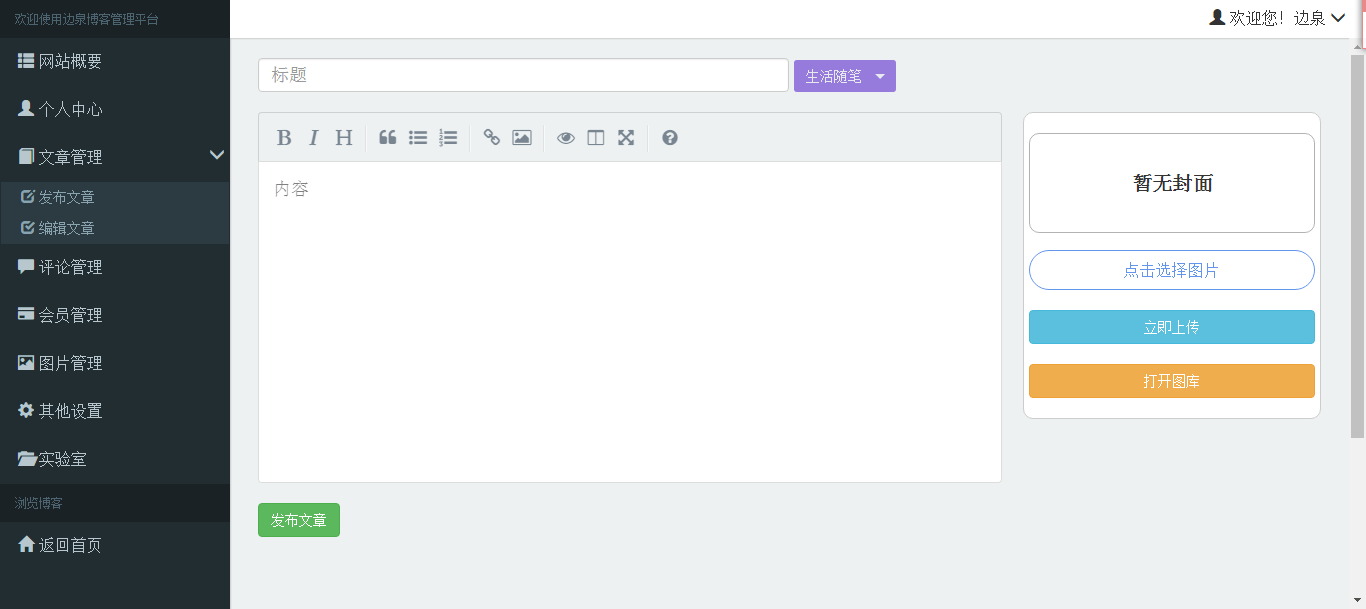 欢迎使用边泉博客管理平台
欢迎您！边泉
网站概要
个人中心
文章管理
发布文章
编辑文章
评论管理
会员管理
图片管理
其他设置
实验室
浏览博客
返回首页
标题
生活随笔
B I H
内容
发布文章
暂无封面
点击选择图片
立即上传
打开图库